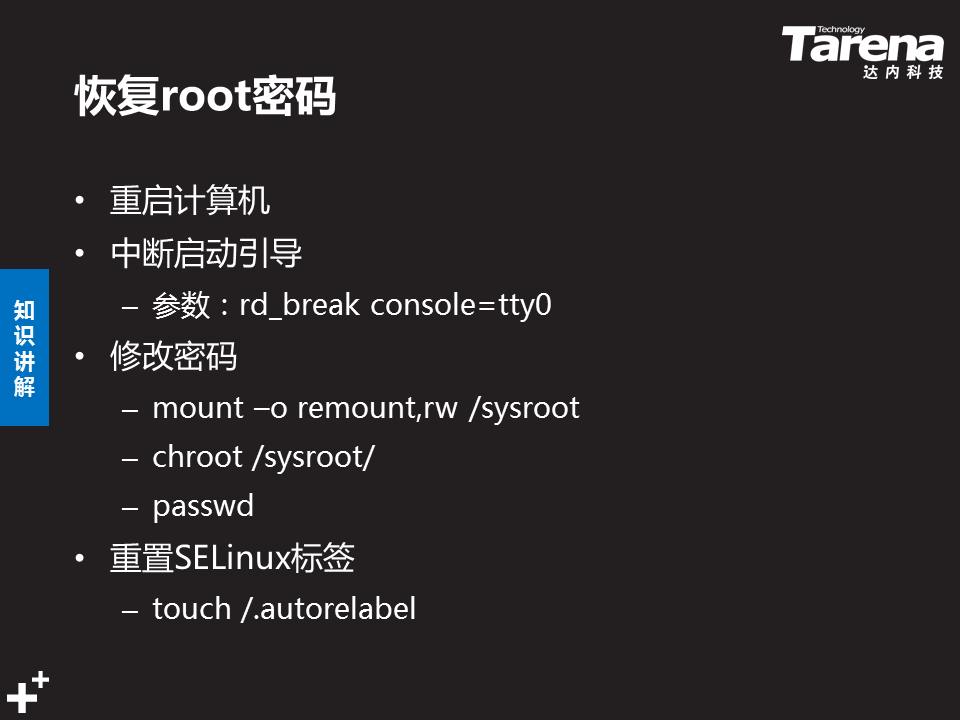 Technology
Tarena
达内科技
恢复root密码
• 重启计算机
• 中断启动引导
– 参数：rd_break console=tty0
• 修改密码
– mount –o remount,rw /sysroot
– chroot /sysroot/
– passwd
• 重置SELinux标签
– touch /.autorelabel
知识讲解